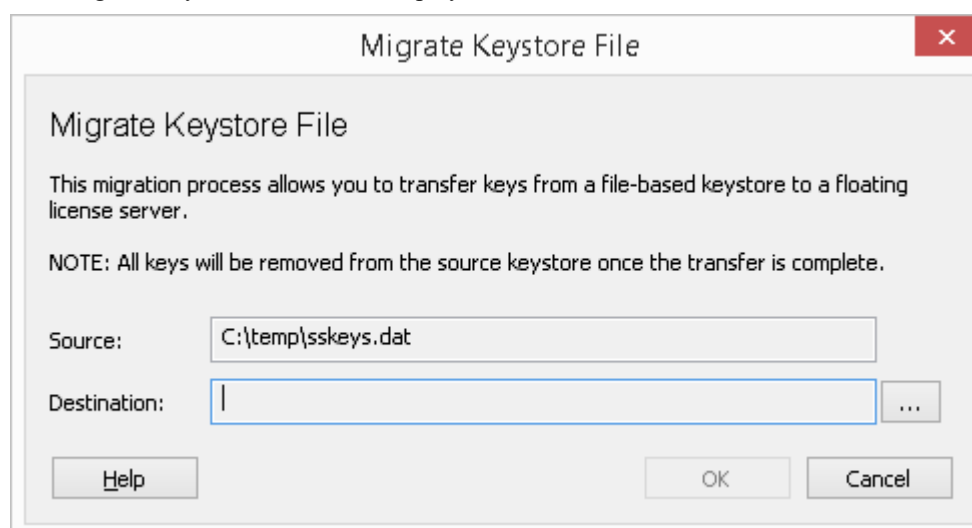 Migrate Keystore File
Migrate Keystore File
This migration process allows you to transfer keys from a file-based keystore to a floating
license server.
NOTE: All keys will be removed from the source keystore once the transfer is complete.
Source: C:\temp\sskeys.dat
Destination: ...
Help OK Cancel